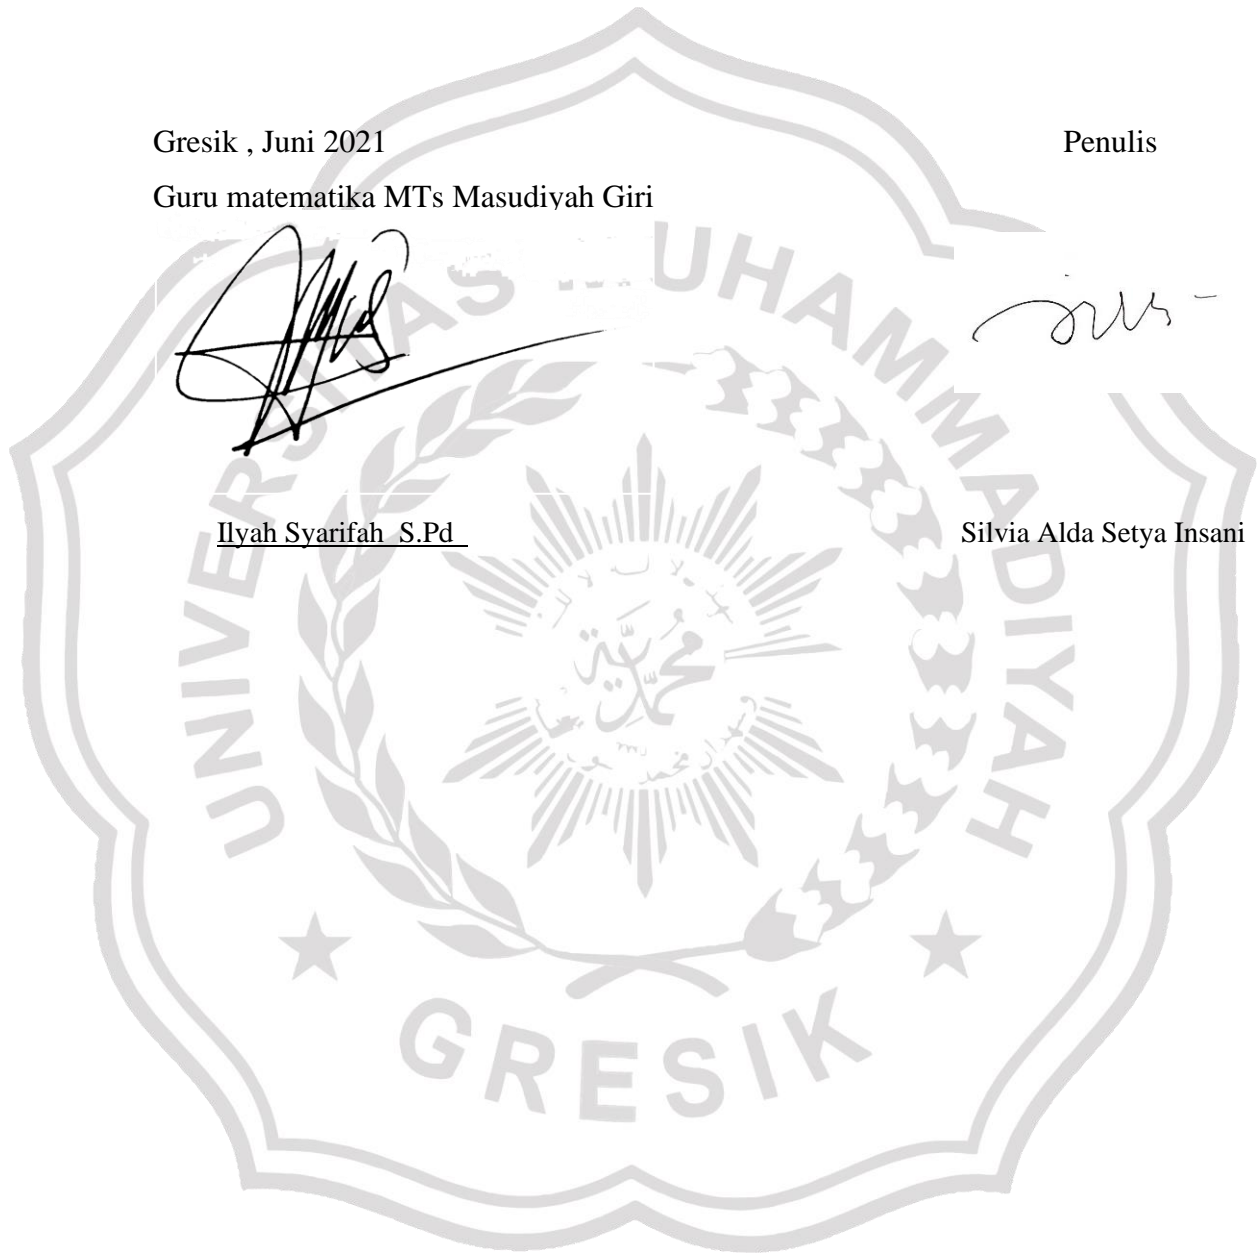 Gresik , Juni 2021 Penulis
Guru matematika MTs Masudiyah Giri
Ilyah Syarifah S.Pd Silvia Alda Setya Insani
UNIVERSITAS MUHAMMADIYAH
محمدية
GRESIK